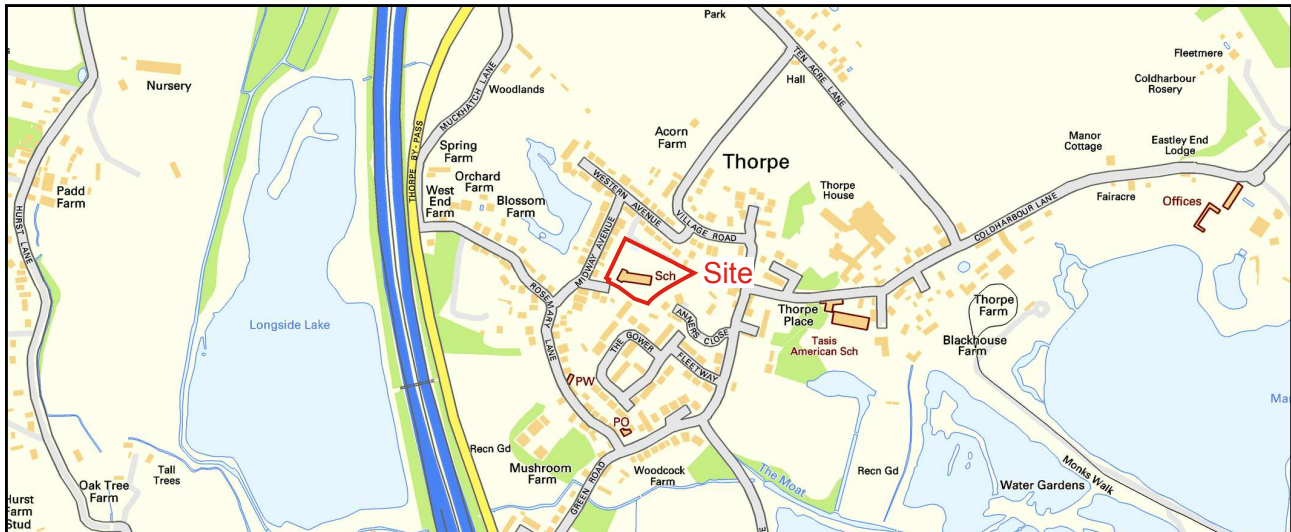 Park
Nursery
Woodlands
MUCKHATCH LANE
TEN ACRE LANE
Hall
Fleetmere
Coldharbour
Rosery
THORPE BY-PASS
Spring
Farm
Acorn
Farm
Thorpe
Manor
Cottage
Eastley End
Lodge
Padd
Farm
West
End
Farm
Orchard
Farm
Blossom
Farm
WESTERN AVENUE
Thorpe
House
Fairacre
Offices
HURST LANE
MIDWAY AVENUE
VILLAGE ROAD
COLDHARBOUR LANE
Sch
Site
ROSEMARY LANE
Longside Lake
ANNERS CLOSE
Thorpe
Place
Thorpe
Farm
Blackhouse
Farm
Tasis
American Sch
THE GOWER
FLEETWAY
PW
PO
Recn Gd
Mushroom
Farm
GREEN ROAD
Woodcock
Farm
The Moat
Recn Gd
Monks Walk
Water Gardens
Tall
Trees
Oak Tree
Farm
Hurst
Farm
Stud